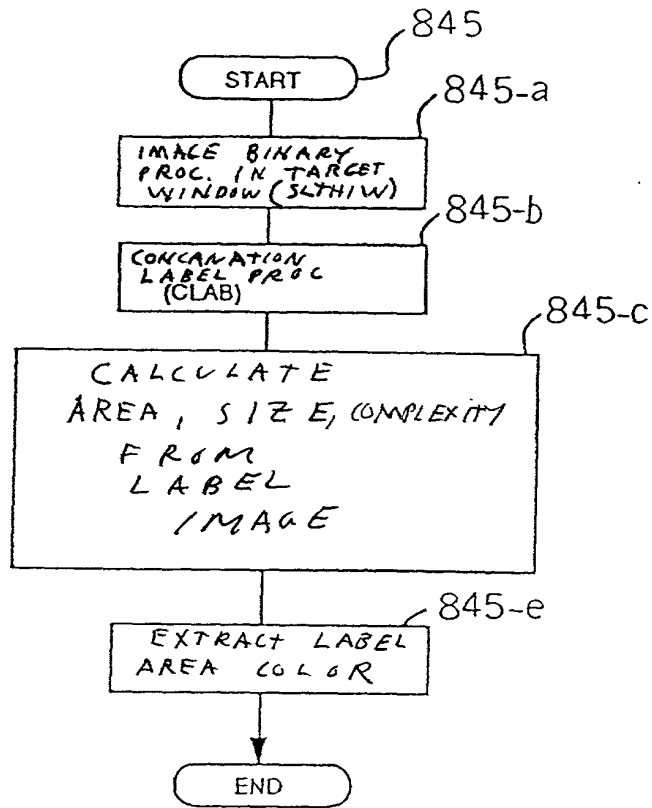 845
START
845-a
IMAGE BINARY
PROC. IN TARGET
WINDOW (SLTHIW)
845-b
CONCANATION
LABEL PROC
(CLAB)
845-c
CALCULATE
AREA, SIZE, COMPLEXITY
FROM
LABEL
IMAGE
845-e
EXTRACT LABEL
AREA COLOR
END